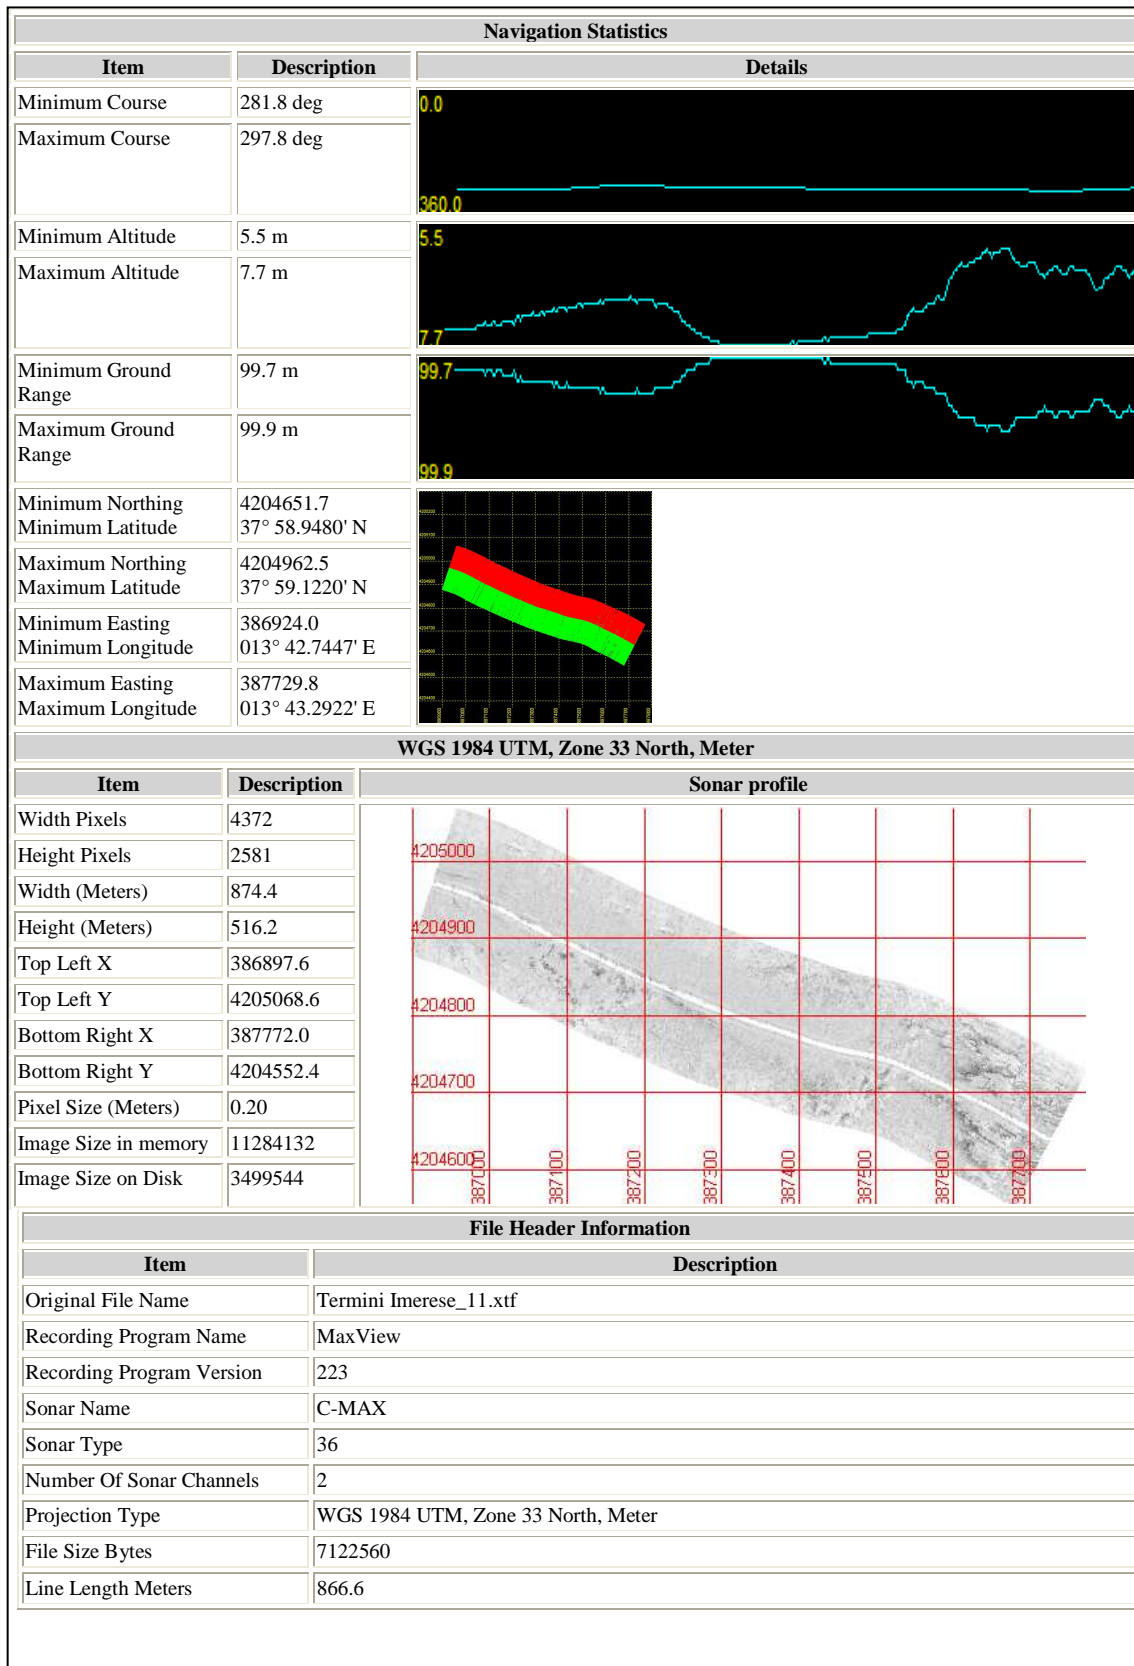 Navigation Statistics
Item Description Details
Minimum Course 281.8 deg 0.0
Maximum Course 297.8 deg
360.0
Minimum Altitude 5.5 m 5.5
Maximum Altitude 7.7 m
7.7
Minimum Ground Range 99.7 m 99.7
Maximum Ground Range 99.9 m
99.9
Minimum Northing 4204651.7
Minimum Latitude 37° 58.9480' N
Maximum Northing 4204962.5
Maximum Latitude 37° 59.1220' N
Minimum Easting 386924.0
Minimum Longitude 013° 42.7447' E
Maximum Easting 387729.8
Maximum Longitude 013° 43.2922' E
WGS 1984 UTM, Zone 33 North, Meter
Item Description Sonar profile
Width Pixels 4372
Height Pixels 2581
Width (Meters) 874.4
Height (Meters) 516.2
Top Left X 386897.6
Top Left Y 4205068.6
Bottom Right X 387772.0
Bottom Right Y 4204552.4
Pixel Size (Meters) 0.20
Image Size in memory 11284132
Image Size on Disk 3499544
4205000
4204900
4204800
4204700
4204600
387000 387100 387200 387300 387400 387500 387600 387700
File Header Information
Item Description
Original File Name Termini Imerese_11.xtf
Recording Program Name MaxView
Recording Program Version 223
Sonar Name C-MAX
Sonar Type 36
Number Of Sonar Channels 2
Projection Type WGS 1984 UTM, Zone 33 North, Meter
File Size Bytes 7122560
Line Length Meters 866.6